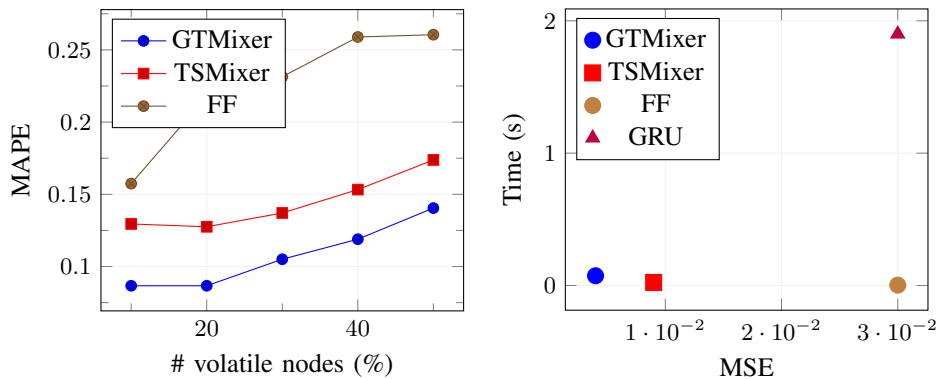 MAPE
0.25
0.2
0.15
0.1
20
40
# volatile nodes (%)
GTMixer
TSMixer
FF
Time (s)
2
1
0
1 · 10⁻²
2 · 10⁻²
3 · 10⁻²
MSE
GTMixer
TSMixer
FF
GRU